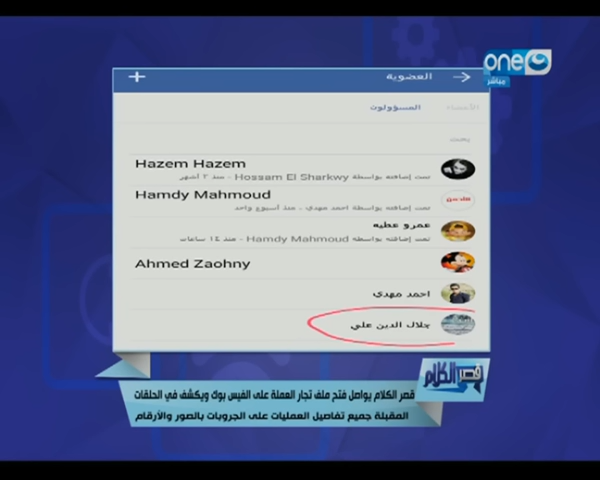 one
مباشر
العضوية
الأعضاء
المسؤولون
بحث
Hazem Hazem
تمت إضافته بواسطة Hossam El Sharkwy - منذ ٢ أشهر
Hamdy Mahmoud
تمت إضافته بواسطة احمد مهدي - منذ أسبوع واحد
عمرو عطيه
تمت إضافته بواسطة Hamdy Mahmoud - منذ ١٤ ساعات
Ahmed Zaohny
احمد مهدي
جلال الدين علي
قصر الكلام
قصر الكلام يواصل فتح ملف تجار العملة على الفيس بوك ويكشف في الحلقات
المقبلة جميع تفاصيل العمليات على الجروبات بالصور والأرقام